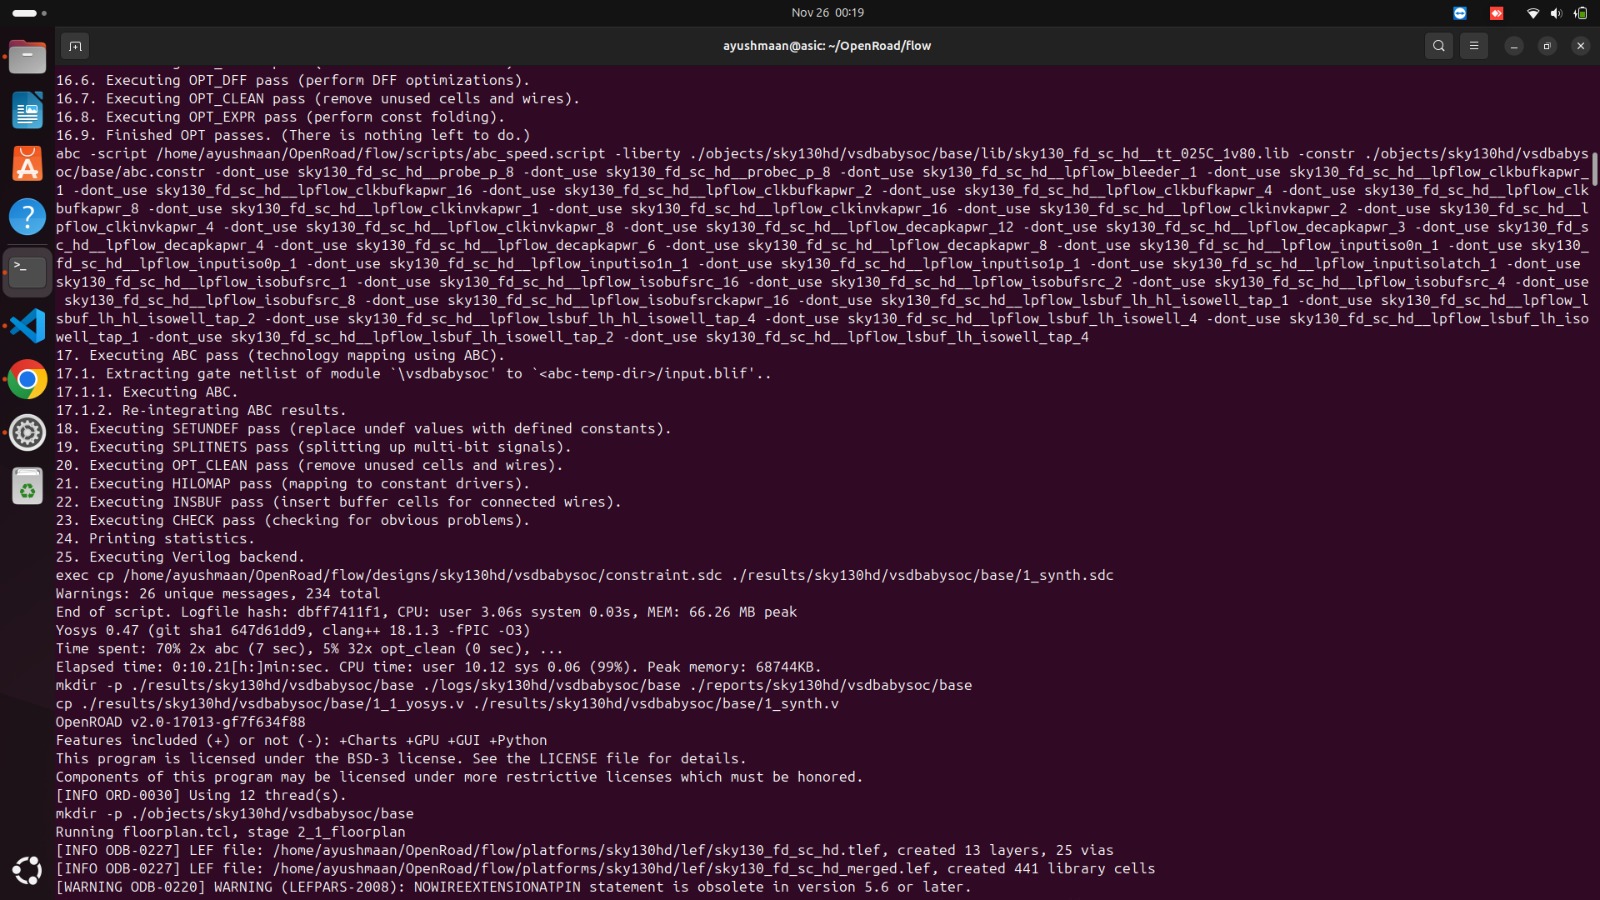 Nov 26  00:19
ayushmaan@asic: ~/OpenRoad/flow
16.6. Executing OPT_DFF pass (perform DFF optimizations).
16.7. Executing OPT_CLEAN pass (remove unused cells and wires).
16.8. Executing OPT_EXPR pass (perform const folding).
16.9. Finished OPT passes. (There is nothing left to do.)
abc -script /home/ayushmaan/OpenRoad/flow/scripts/abc_speed.script -liberty ./objects/sky130hd/vsdbabysoc/base/lib/sky130_fd_sc_hd__tt_025C_1v80.lib -constr ./objects/sky130hd/vsdbabys
oc/base/abc.constr -dont_use sky130_fd_sc_hd__probe_p_8 -dont_use sky130_fd_sc_hd__probec_p_8 -dont_use sky130_fd_sc_hd__lpflow_bleeder_1 -dont_use sky130_fd_sc_hd__lpflow_clkbufkapwr_
1 -dont_use sky130_fd_sc_hd__lpflow_clkbufkapwr_16 -dont_use sky130_fd_sc_hd__lpflow_clkbufkapwr_2 -dont_use sky130_fd_sc_hd__lpflow_clkbufkapwr_4 -dont_use sky130_fd_sc_hd__lpflow_clk
bufkapwr_8 -dont_use sky130_fd_sc_hd__lpflow_clkinvkapwr_1 -dont_use sky130_fd_sc_hd__lpflow_clkinvkapwr_16 -dont_use sky130_fd_sc_hd__lpflow_clkinvkapwr_2 -dont_use sky130_fd_sc_hd__l
pflow_clkinvkapwr_4 -dont_use sky130_fd_sc_hd__lpflow_clkinvkapwr_8 -dont_use sky130_fd_sc_hd__lpflow_decapkapwr_12 -dont_use sky130_fd_sc_hd__lpflow_decapkapwr_3 -dont_use sky130_fd_s
c_hd__lpflow_decapkapwr_4 -dont_use sky130_fd_sc_hd__lpflow_decapkapwr_6 -dont_use sky130_fd_sc_hd__lpflow_decapkapwr_8 -dont_use sky130_fd_sc_hd__lpflow_inputiso0n_1 -dont_use sky130_
fd_sc_hd__lpflow_inputiso0p_1 -dont_use sky130_fd_sc_hd__lpflow_inputiso1n_1 -dont_use sky130_fd_sc_hd__lpflow_inputiso1p_1 -dont_use sky130_fd_sc_hd__lpflow_inputisolatch_1 -dont_use 
sky130_fd_sc_hd__lpflow_isobufsrc_1 -dont_use sky130_fd_sc_hd__lpflow_isobufsrc_16 -dont_use sky130_fd_sc_hd__lpflow_isobufsrc_2 -dont_use sky130_fd_sc_hd__lpflow_isobufsrc_4 -dont_use
 sky130_fd_sc_hd__lpflow_isobufsrc_8 -dont_use sky130_fd_sc_hd__lpflow_isobufsrckapwr_16 -dont_use sky130_fd_sc_hd__lpflow_lsbuf_lh_hl_isowell_tap_1 -dont_use sky130_fd_sc_hd__lpflow_l
sbuf_lh_hl_isowell_tap_2 -dont_use sky130_fd_sc_hd__lpflow_lsbuf_lh_hl_isowell_tap_4 -dont_use sky130_fd_sc_hd__lpflow_lsbuf_lh_isowell_4 -dont_use sky130_fd_sc_hd__lpflow_lsbuf_lh_iso
well_tap_1 -dont_use sky130_fd_sc_hd__lpflow_lsbuf_lh_isowell_tap_2 -dont_use sky130_fd_sc_hd__lpflow_lsbuf_lh_isowell_tap_4
17. Executing ABC pass (technology mapping using ABC).
17.1. Extracting gate netlist of module `\vsdbabysoc' to `<abc-temp-dir>/input.blif'..
17.1.1. Executing ABC.
17.1.2. Re-integrating ABC results.
18. Executing SETUNDEF pass (replace undef values with defined constants).
19. Executing SPLITNETS pass (splitting up multi-bit signals).
20. Executing OPT_CLEAN pass (remove unused cells and wires).
21. Executing HILOMAP pass (mapping to constant drivers).
22. Executing INSBUF pass (insert buffer cells for connected wires).
23. Executing CHECK pass (checking for obvious problems).
24. Printing statistics.
25. Executing Verilog backend.
exec cp /home/ayushmaan/OpenRoad/flow/designs/sky130hd/vsdbabysoc/constraint.sdc ./results/sky130hd/vsdbabysoc/base/1_synth.sdc
Warnings: 26 unique messages, 234 total
End of script. Logfile hash: dbff7411f1, CPU: user 3.06s system 0.03s, MEM: 66.26 MB peak
Yosys 0.47 (git sha1 647d61dd9, clang++ 18.1.3 -fPIC -O3)
Time spent: 70% 2x abc (7 sec), 5% 32x opt_clean (0 sec), ...
Elapsed time: 0:10.21[h:]min:sec. CPU time: user 10.12 sys 0.06 (99%). Peak memory: 68744KB.
mkdir -p ./results/sky130hd/vsdbabysoc/base ./logs/sky130hd/vsdbabysoc/base ./reports/sky130hd/vsdbabysoc/base
cp ./results/sky130hd/vsdbabysoc/base/1_1_yosys.v ./results/sky130hd/vsdbabysoc/base/1_synth.v
OpenROAD v2.0-17013-gf7f634f88
Features included (+) or not (-): +Charts +GPU +GUI +Python
This program is licensed under the BSD-3 license. See the LICENSE file for details.
Components of this program may be licensed under more restrictive licenses which must be honored.
[INFO ORD-0030] Using 12 thread(s).
mkdir -p ./objects/sky130hd/vsdbabysoc/base
Running floorplan.tcl, stage 2_1_floorplan
[INFO ODB-0227] LEF file: /home/ayushmaan/OpenRoad/flow/platforms/sky130hd/lef/sky130_fd_sc_hd.tlef, created 13 layers, 25 vias
[INFO ODB-0227] LEF file: /home/ayushmaan/OpenRoad/flow/platforms/sky130hd/lef/sky130_fd_sc_hd_merged.lef, created 441 library cells
[WARNING ODB-0220] WARNING (LEFPARS-2008): NOWIREEXTENSIONATPIN statement is obsolete in version 5.6 or later.